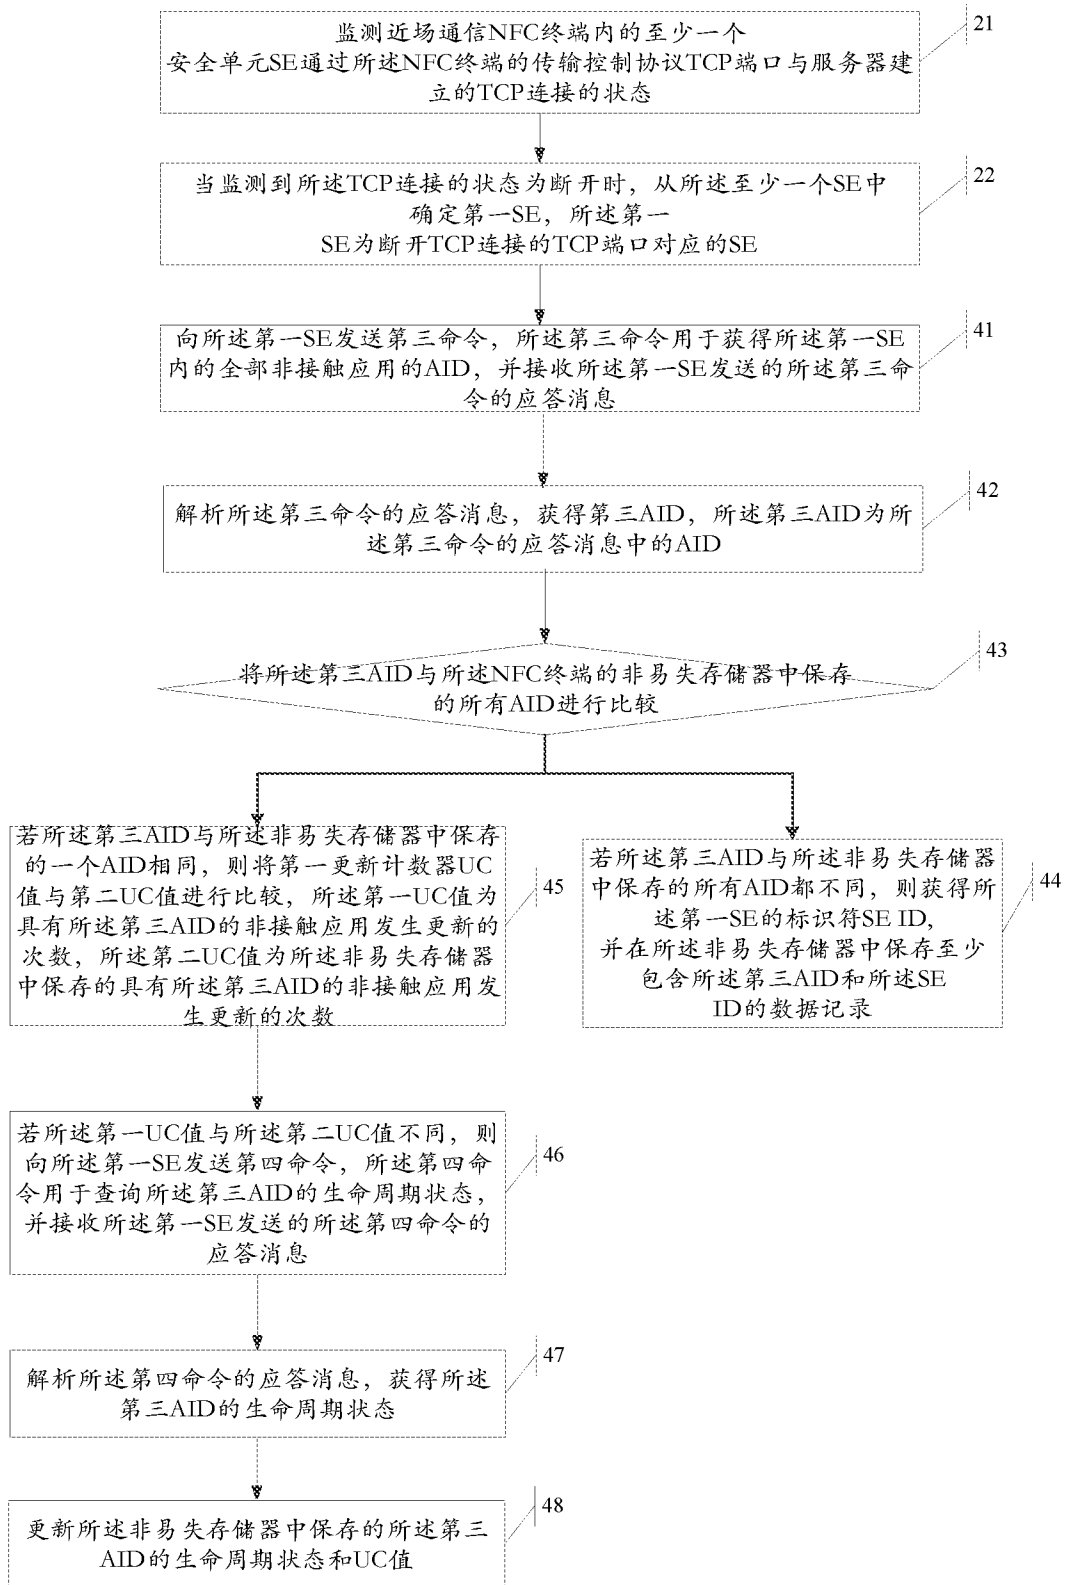 监测近场通信NFC终端内的至少一个
安全单元SE通过所述NFC终端的传输控制协议TCP端口与服务器建
立的TCP连接的状态
21
当监测到所述TCP连接的状态为断开时，从所述至少一个SE中
确定第一SE，所述第一
SE为断开TCP连接的TCP端口对应的SE
22
向所述第一SE发送第三命令，所述第三命令用于获得所述第一SE
内的全部非接触应用的AID，并接收所述第一SE发送的所述第三命
令的应答消息
41
解析所述第三命令的应答消息，获得第三AID，所述第三AID为所
述第三命令的应答消息中的AID
42
将所述第三AID与所述NFC终端的非易失存储器中保存
的所有AID进行比较
43
若所述第三AID与所述非易失存储器中保存
的一个AID相同，则将第一更新计数器UC
值与第二UC值进行比较，所述第一UC值为
具有所述第三AID的非接触应用发生更新的
次数，所述第二UC值为所述非易失存储器
中保存的具有所述第三AID的非接触应用发
生更新的次数
45
若所述第三AID与所述非易失存储器
中保存的所有AID都不同，则获得所
述第一SE的标识符SE ID,
并在所述非易失存储器中保存至少
包含所述第三AID和所述SE
ID的数据记录
44
若所述第一UC值与所述第二UC值不同，则
向所述第一SE发送第四命令，所述第四命
令用于查询所述第三AID的生命周期状态，
并接收所述第一SE发送的所述第四命令的
应答消息
46
解析所述第四命令的应答消息，获得所述
第三AID的生命周期状态
47
更新所述非易失存储器中保存的所述第三
AID的生命周期状态和UC值
48